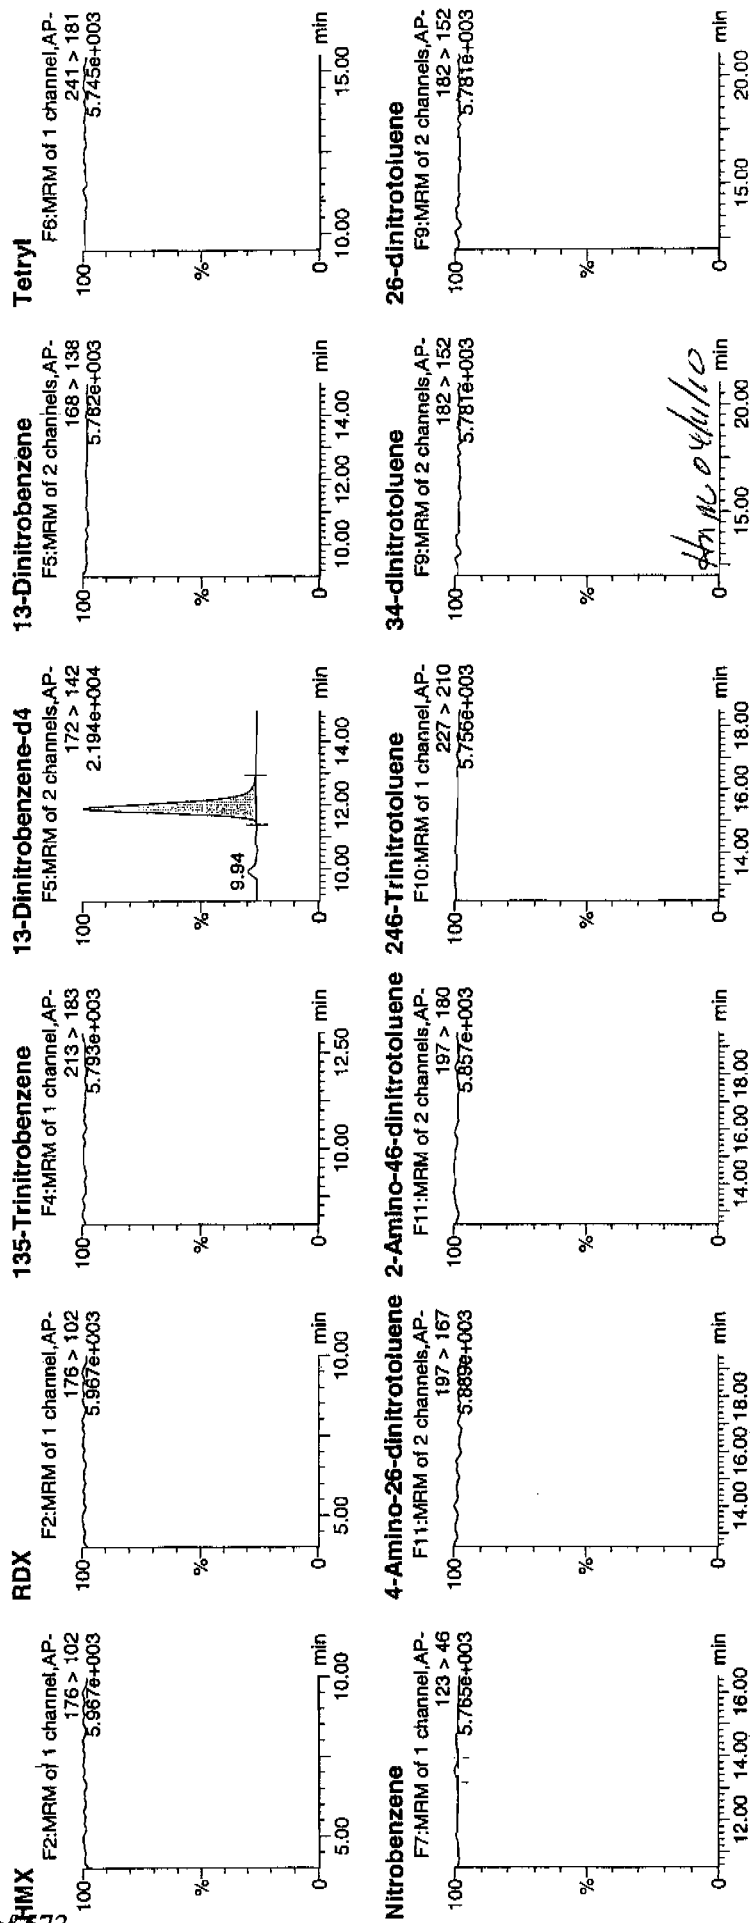 HMX
F2:MRM of 1 channel,AP-
176 > 102
5.967e+003
100
%
0
5.00 10.00 min
RDX
F2:MRM of 1 channel,AP-
176 > 102
5.967e+003
100
%
0
5.00 10.00 min
135-Trinitrobenzene
F4:MRM of 1 channel,AP-
213 > 183
5.793e+003
100
%
0
10.00 12.50 min
13-Dinitrobenzene-d4
F5:MRM of 2 channels,AP-
172 > 142
2.194e+004
100
9.94
%
0
10.00 12.00 14.00 min
13-Dinitrobenzene
F5:MRM of 2 channels,AP-
168 > 138
5.782e+003
100
%
0
10.00 12.00 14.00 min
Tetryl
F6:MRM of 1 channel,AP-
241 > 181
5.745e+003
100
%
0
10.00 15.00 min
Nitrobenzene
F7:MRM of 1 channel,AP-
123 > 46
5.765e+003
100
%
0
12.00 14.00 16.00 min
4-Amino-26-dinitrotoluene
F11:MRM of 2 channels,AP-
197 > 167
5.889e+003
100
%
0
14.00 16.00 18.00 min
2-Amino-46-dinitrotoluene
F11:MRM of 2 channels,AP-
197 > 180
5.857e+003
100
%
0
14.00 16.00 18.00 min
246-Trinitrotoluene
F10:MRM of 1 channel,AP-
227 > 210
5.756e+003
100
%
0
14.00 16.00 18.00 min
34-dinitrotoluene
F9:MRM of 2 channels,AP-
182 > 152
5.781e+003
100
%
04/11/10
0
15.00 20.00 min
26-dinitrotoluene
F9:MRM of 2 channels,AP-
182 > 152
5.781e+003
100
%
0
15.00 20.00 min